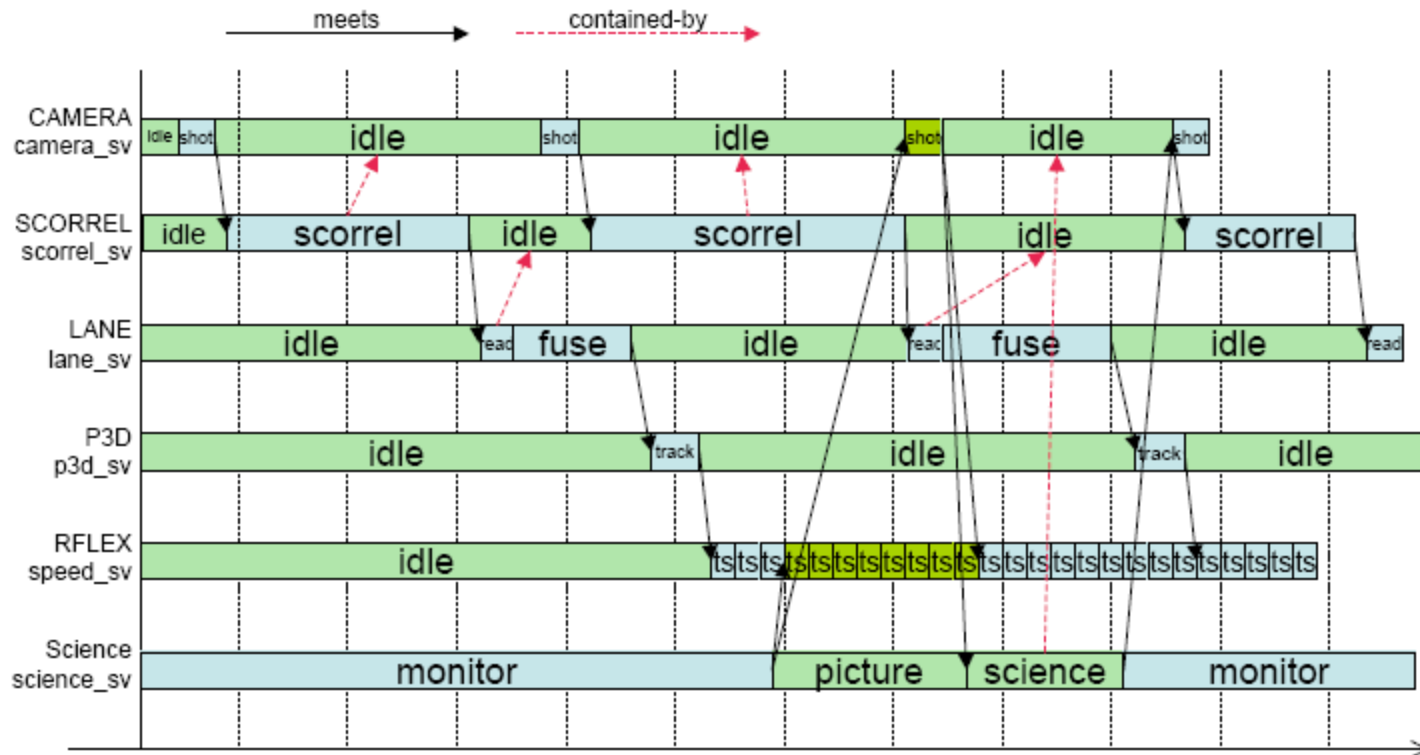 meets contained-by
CAMERA
camera_sv
idle shot idle shot idle shot idle shot
SCORREL
scorrel_sv
idle scorrel idle scorrel idle scorrel
LANE
lane_sv
idle read fuse idle read fuse idle read
P3D
p3d_sv
idle track idle track idle
RFLEX
speed_sv
idle ts ts ts ts ts ts ts ts ts ts ts ts ts ts ts ts ts ts ts ts ts ts ts ts ts
Science
science_sv
monitor picture science monitor